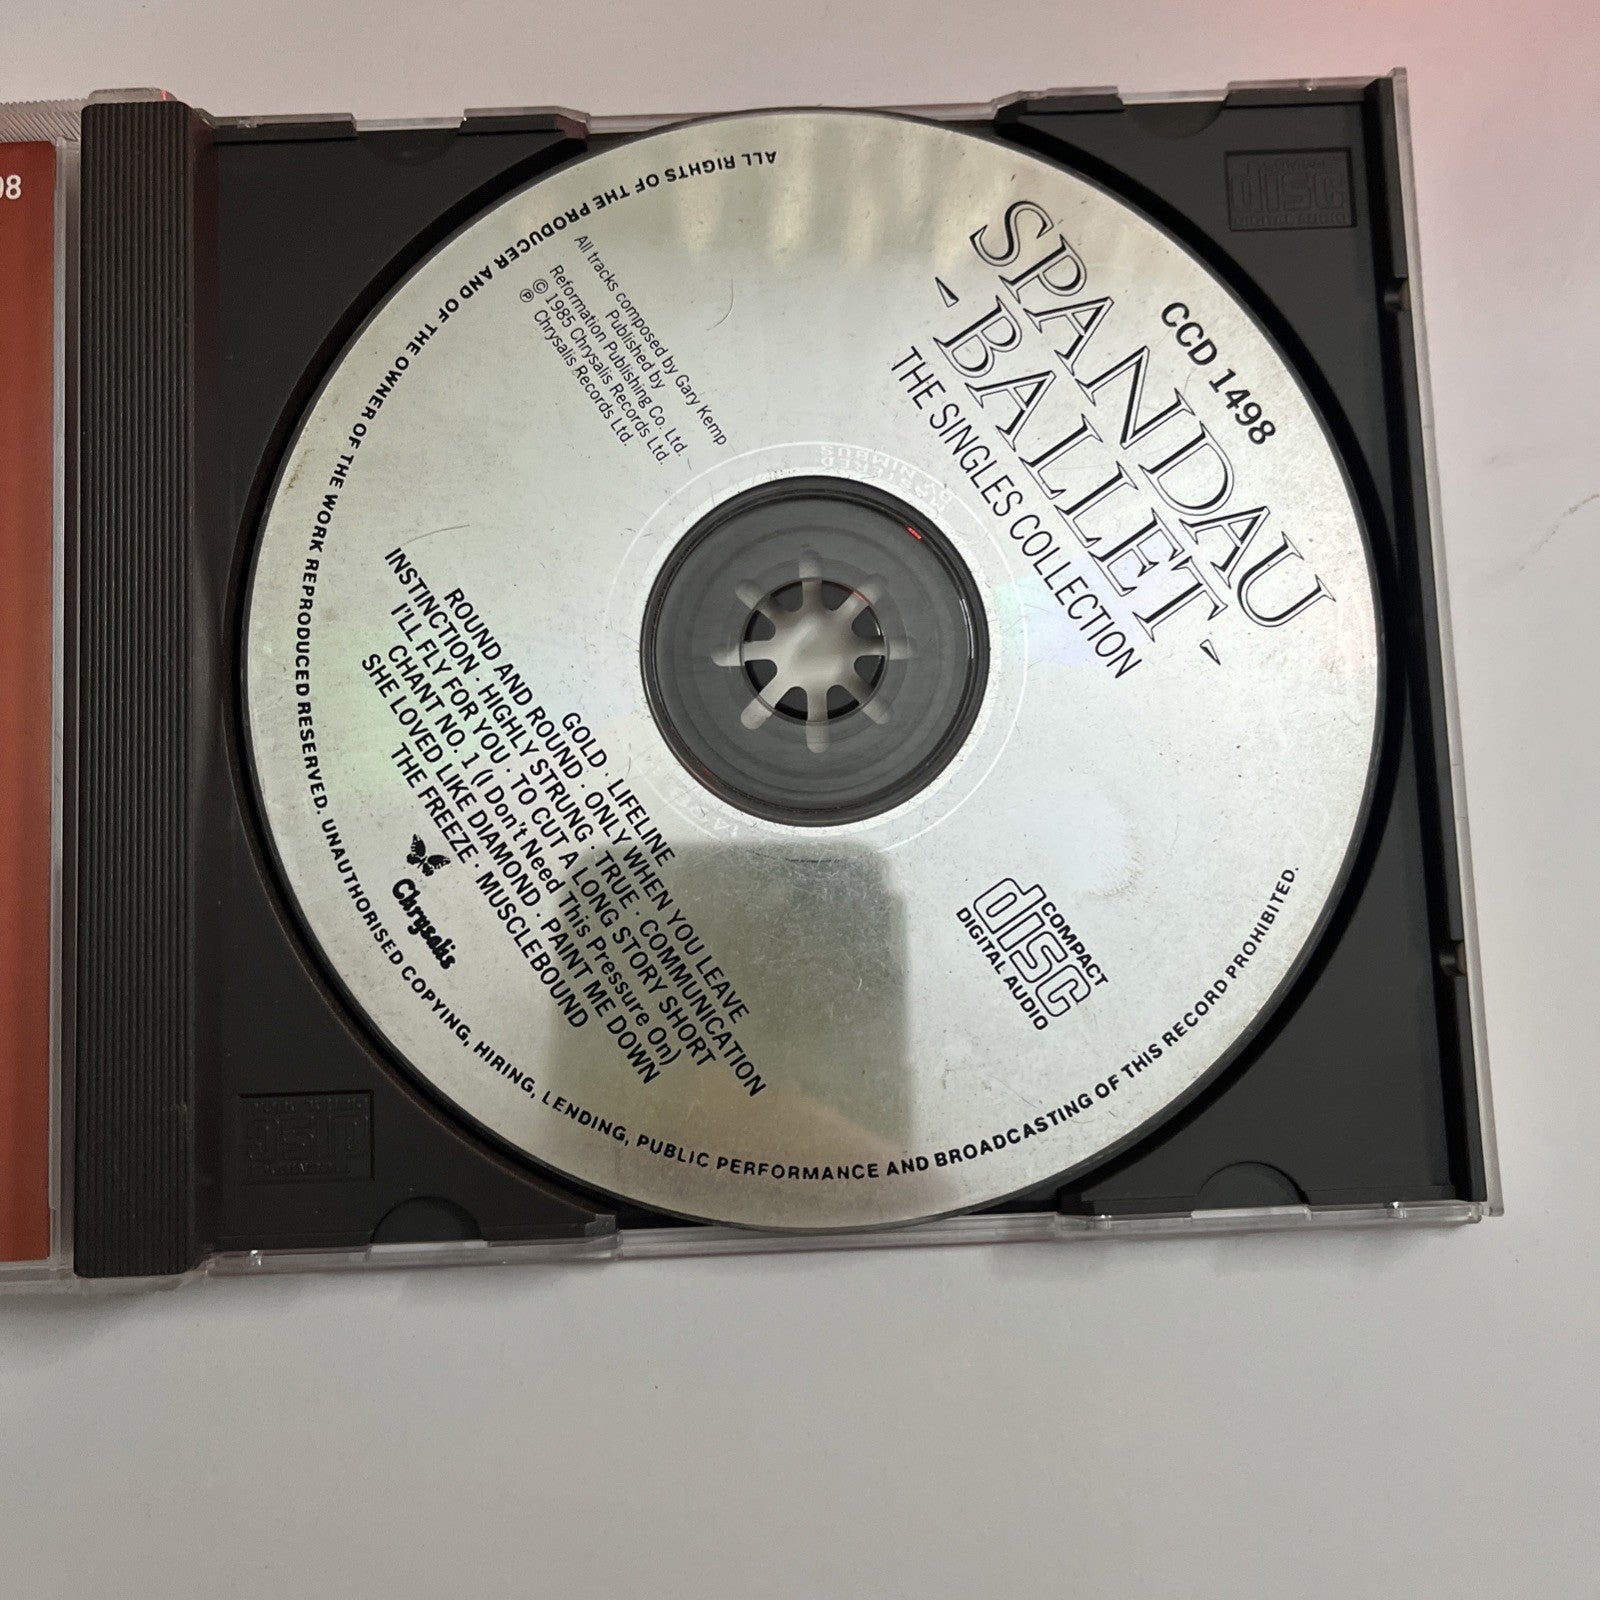 CCD 1498
SPANDAU
- BALLET -
THE SINGLES COLLECTION
All tracks composed by Gary Kemp
Published by
Reformation Publishing Co. Ltd.
© 1985 Chrysalis Records Ltd.
℗ Chrysalis Records Ltd.
MASTERED
BY NIMBUS
COMPACT
disc
DIGITAL AUDIO
GOLD · LIFELINE
ROUND AND ROUND · ONLY WHEN YOU LEAVE
INSTINCTION · HIGHLY STRUNG · TRUE · COMMUNICATION
I'LL FLY FOR YOU · TO CUT A LONG STORY SHORT
CHANT NO. 1 (I Don't Need This Pressure On)
SHE LOVED LIKE DIAMOND · PAINT ME DOWN
THE FREEZE · MUSCLEBOUND
Chrysalis
ALL RIGHTS OF THE PRODUCER AND OF THE OWNER OF THE WORK REPRODUCED RESERVED. UNAUTHORISED COPYING, HIRING, LENDING, PUBLIC PERFORMANCE AND BROADCASTING OF THIS RECORD PROHIBITED.
disc
disc